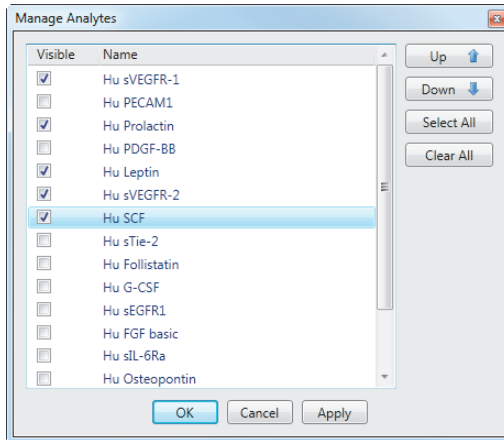 Manage Analytes
Visible Name
Hu sVEGFR-1
Hu PECAM1
Hu Prolactin
Hu PDGF-BB
Hu Leptin
Hu sVEGFR-2
Hu SCF
Hu sTie-2
Hu Follistatin
Hu G-CSF
Hu sEGFR1
Hu FGF basic
Hu sIL-6Ra
Hu Osteopontin
Up
Down
Select All
Clear All
OK Cancel Apply